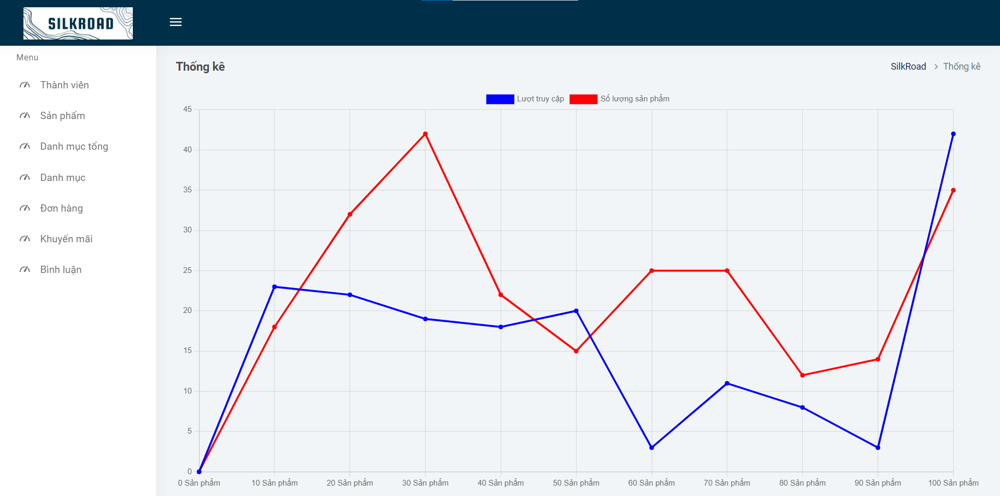 SILKROAD
Menu
Thành viên
Sản phẩm
Danh mục tổng
Danh mục
Đơn hàng
Khuyến mãi
Bình luận
Thống kê
SilkRoad > Thống kê
Lượt truy cập Số lượng sản phẩm
45
40
35
30
25
20
15
10
5
0
0 Sản phẩm 10 Sản phẩm 20 Sản phẩm 30 Sản phẩm 40 Sản phẩm 50 Sản phẩm 60 Sản phẩm 70 Sản phẩm 80 Sản phẩm 90 Sản phẩm 100 Sản phẩm